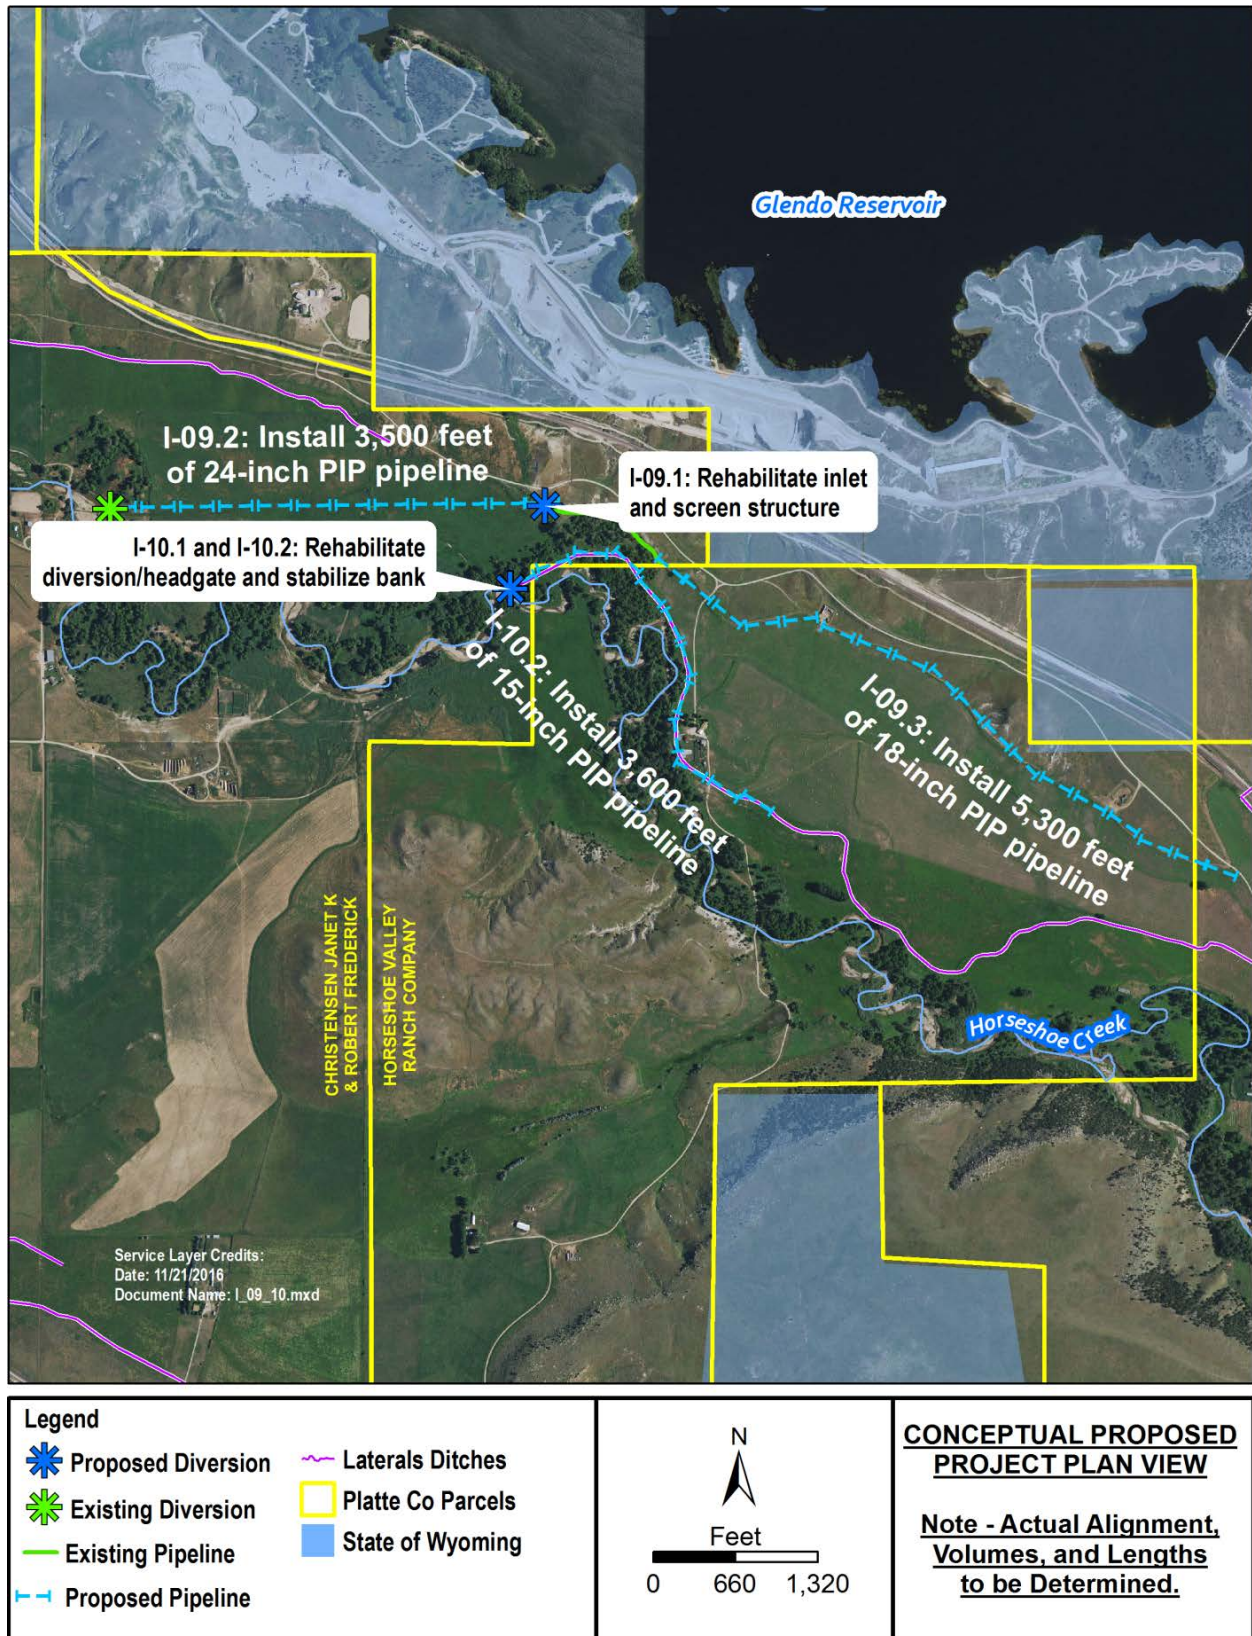 Glendo Reservoir
I-09.2: Install 3,500 feet
of 24-inch PIP pipeline
I-09.1: Rehabilitate inlet
and screen structure
I-10.1 and I-10.2: Rehabilitate
diversion/headgate and stabilize bank
I-10.2: Install 3,600 feet
of 15-inch PIP pipeline
I-09.3: Install 5,300 feet
of 18-inch PIP pipeline
CHRISTENSEN JANET K
& ROBERT FREDERICK
HORSESHOE VALLEY
RANCH COMPANY
Horseshoe Creek
Service Layer Credits:
Date: 11/21/2016
Document Name: I_09_10.mxd
Legend
Proposed Diversion
Existing Diversion
Existing Pipeline
Proposed Pipeline
Laterals Ditches
Platte Co Parcels
State of Wyoming
N
Feet
0 660 1,320
CONCEPTUAL PROPOSED
PROJECT PLAN VIEW
Note - Actual Alignment,
Volumes, and Lengths
to be Determined.